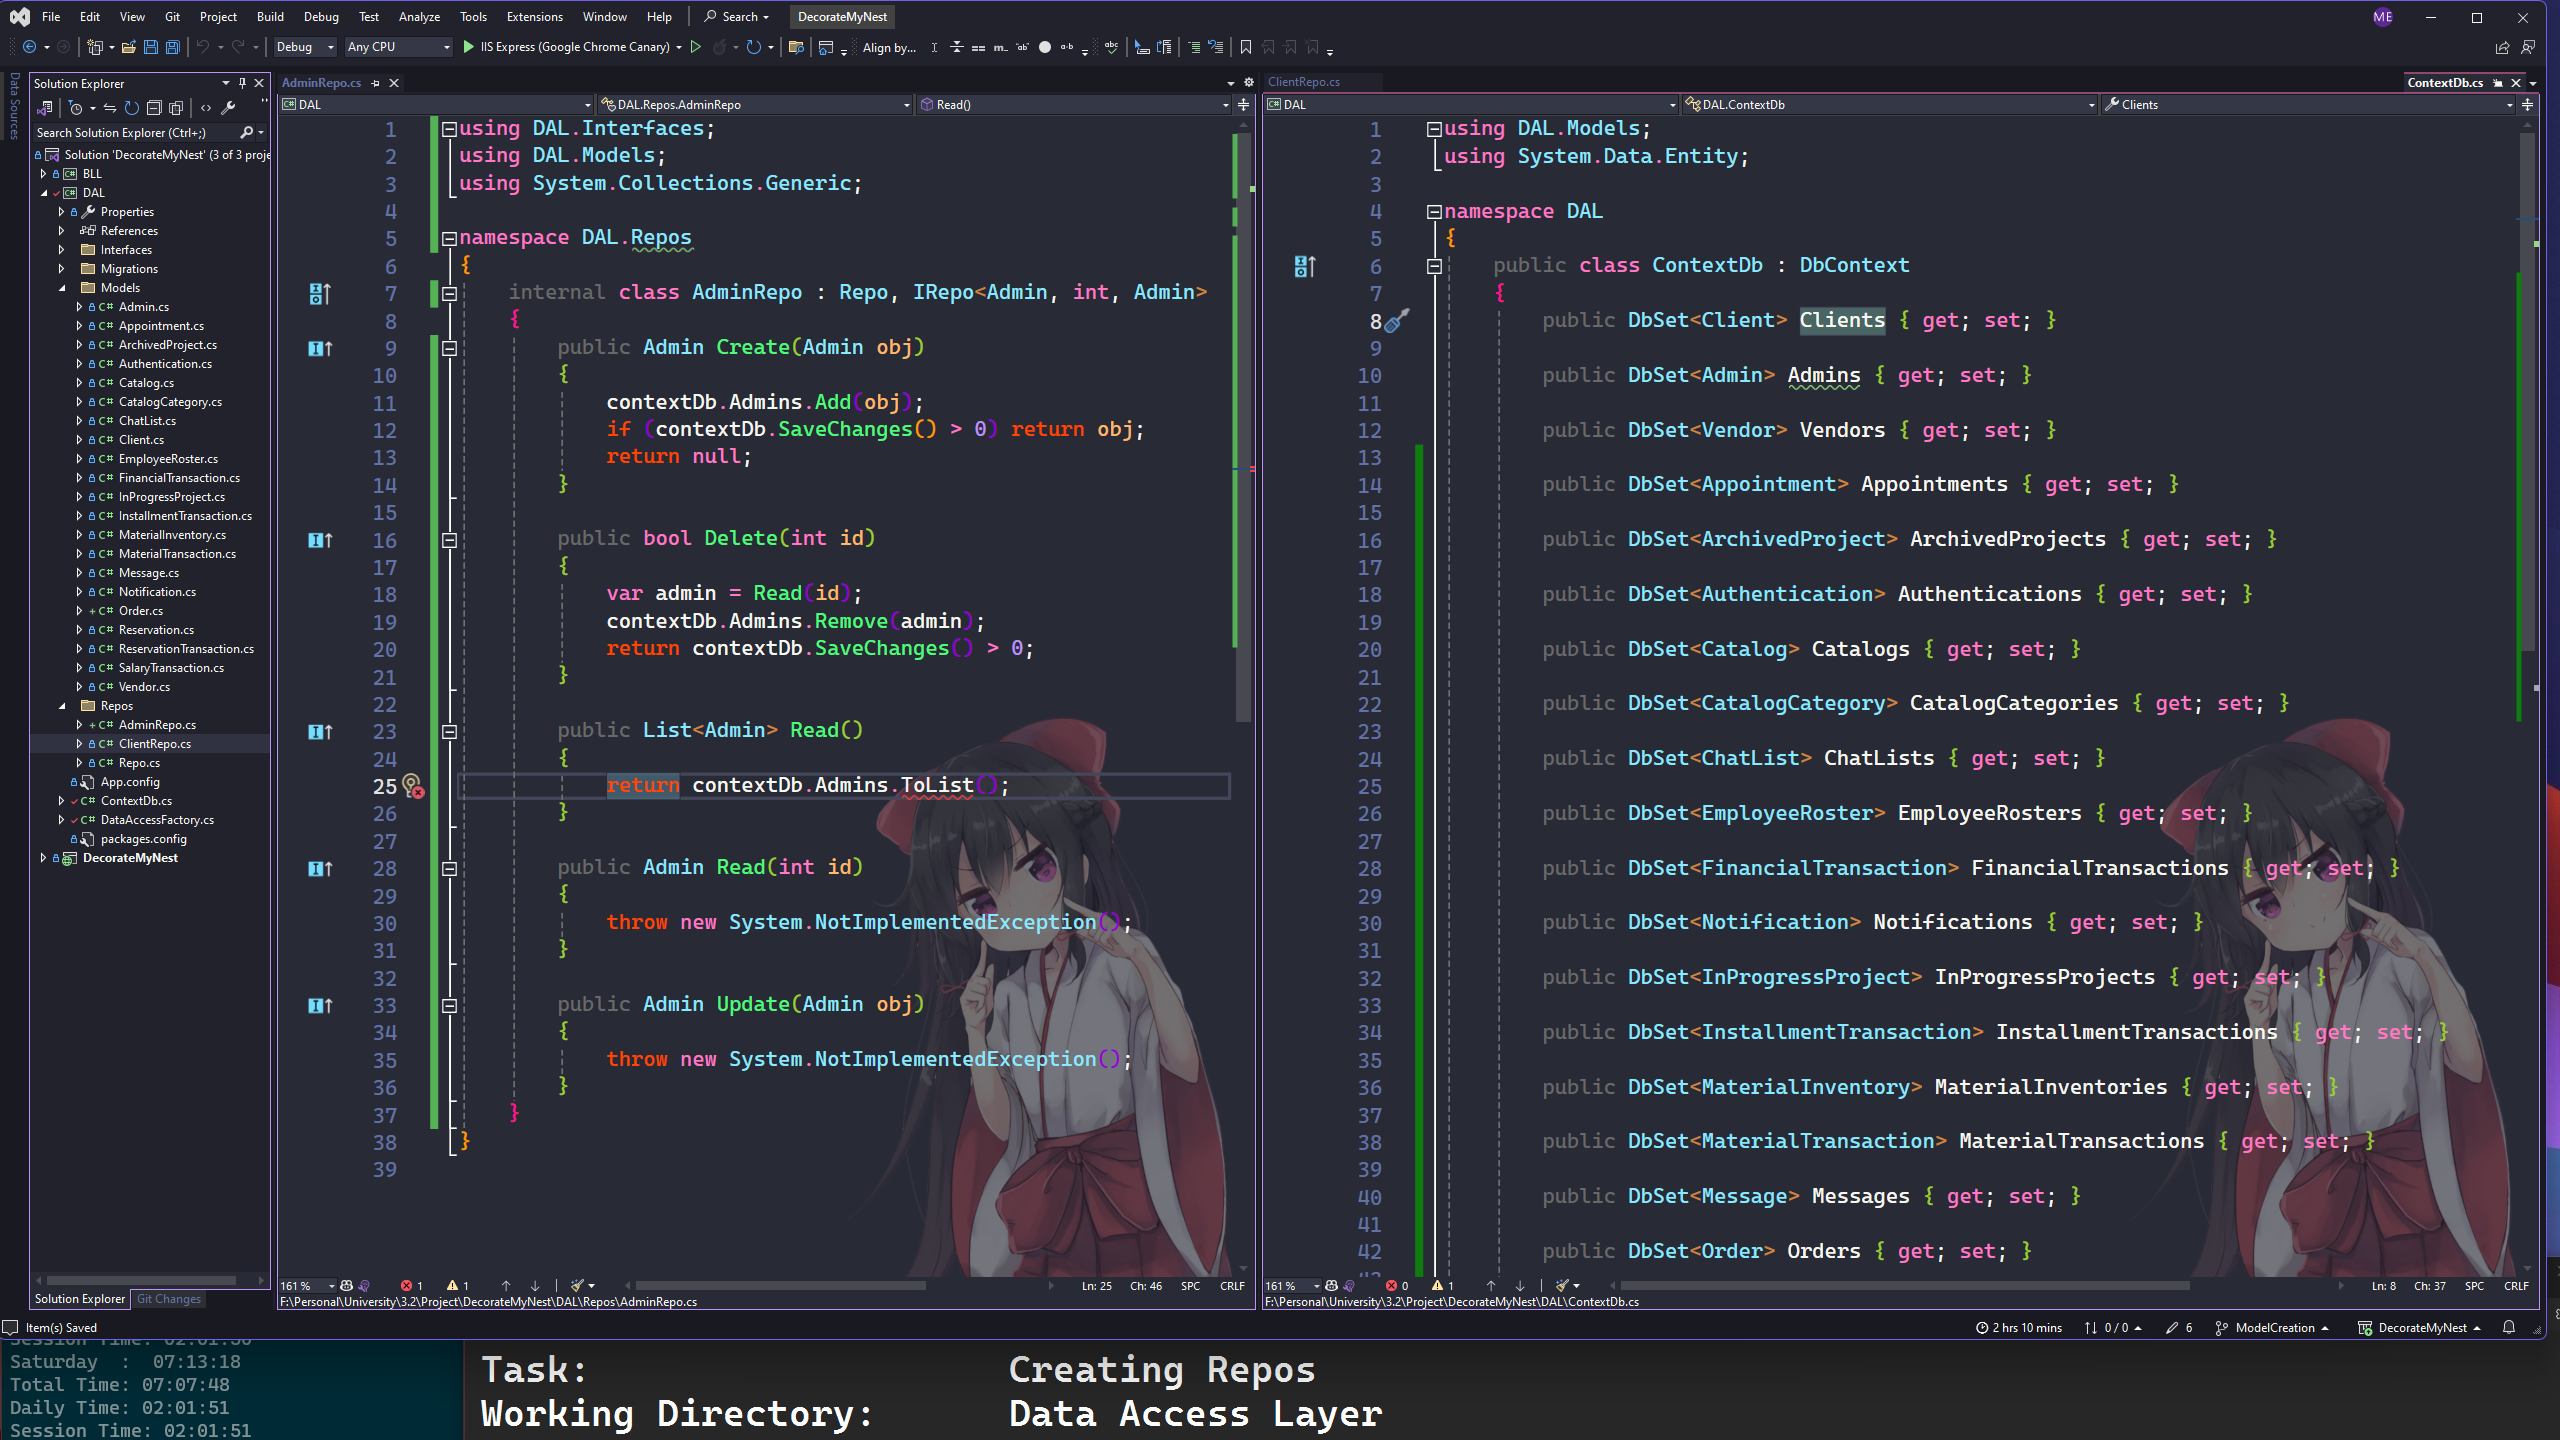 File Edit View Git Project Build Debug Test Analyze Tools Extensions Window Help Search DecorateMyNest ME
Debug Any CPU IIS Express (Google Chrome Canary) Align by...
Data Sources
Solution Explorer
Search Solution Explorer (Ctrl+;)
Solution 'DecorateMyNest' (3 of 3 proje
BLL
DAL
Properties
References
Interfaces
Migrations
Models
C# Admin.cs
C# Appointment.cs
C# ArchivedProject.cs
C# Authentication.cs
C# Catalog.cs
C# CatalogCategory.cs
C# ChatList.cs
C# Client.cs
C# EmployeeRoster.cs
C# FinancialTransaction.cs
C# InProgressProject.cs
C# InstallmentTransaction.cs
C# MaterialInventory.cs
C# MaterialTransaction.cs
C# Message.cs
C# Notification.cs
C# Order.cs
C# Reservation.cs
C# ReservationTransaction.cs
C# SalaryTransaction.cs
C# Vendor.cs
Repos
C# AdminRepo.cs
C# ClientRepo.cs
C# Repo.cs
App.config
C# ContextDb.cs
C# DataAccessFactory.cs
packages.config
DecorateMyNest
Solution Explorer Git Changes
AdminRepo.cs
DAL DAL.Repos.AdminRepo Read()
1 using DAL.Interfaces;
2 using DAL.Models;
3 using System.Collections.Generic;
4
5 namespace DAL.Repos
6 {
7 internal class AdminRepo : Repo, IRepo<Admin, int, Admin>
8 {
9 public Admin Create(Admin obj)
10 {
11 contextDb.Admins.Add(obj);
12 if (contextDb.SaveChanges() > 0) return obj;
13 return null;
14 }
15
16 public bool Delete(int id)
17 {
18 var admin = Read(id);
19 contextDb.Admins.Remove(admin);
20 return contextDb.SaveChanges() > 0;
21 }
22
23 public List<Admin> Read()
24 {
25 return contextDb.Admins.ToList();
26 }
27
28 public Admin Read(int id)
29 {
30 throw new System.NotImplementedException();
31 }
32
33 public Admin Update(Admin obj)
34 {
35 throw new System.NotImplementedException();
36 }
37 }
38 }
39
161 % 1 1 Ln: 25 Ch: 46 SPC CRLF
F:\Personal\University\3.2\Project\DecorateMyNest\DAL\Repos\AdminRepo.cs
ClientRepo.cs ContextDb.cs
DAL DAL.ContextDb Clients
1 using DAL.Models;
2 using System.Data.Entity;
3
4 namespace DAL
5 {
6 public class ContextDb : DbContext
7 {
8 public DbSet<Client> Clients { get; set; }
9
10 public DbSet<Admin> Admins { get; set; }
11
12 public DbSet<Vendor> Vendors { get; set; }
13
14 public DbSet<Appointment> Appointments { get; set; }
15
16 public DbSet<ArchivedProject> ArchivedProjects { get; set; }
17
18 public DbSet<Authentication> Authentications { get; set; }
19
20 public DbSet<Catalog> Catalogs { get; set; }
21
22 public DbSet<CatalogCategory> CatalogCategories { get; set; }
23
24 public DbSet<ChatList> ChatLists { get; set; }
25
26 public DbSet<EmployeeRoster> EmployeeRosters { get; set; }
27
28 public DbSet<FinancialTransaction> FinancialTransactions { get; set; }
29
30 public DbSet<Notification> Notifications { get; set; }
31
32 public DbSet<InProgressProject> InProgressProjects { get; set; }
33
34 public DbSet<InstallmentTransaction> InstallmentTransactions { get; set; }
35
36 public DbSet<MaterialInventory> MaterialInventories { get; set; }
37
38 public DbSet<MaterialTransaction> MaterialTransactions { get; set; }
39
40 public DbSet<Message> Messages { get; set; }
41
42 public DbSet<Order> Orders { get; set; }
161 % 0 1 Ln: 8 Ch: 37 SPC CRLF
F:\Personal\University\3.2\Project\DecorateMyNest\DAL\ContextDb.cs
Item(s) Saved 2 hrs 10 mins 0 / 0 6 ModelCreation DecorateMyNest
Saturday : 07:13:18
Total Time: 07:07:48
Daily Time: 02:01:51
Session Time: 02:01:51
Task: Creating Repos
Working Directory: Data Access Layer